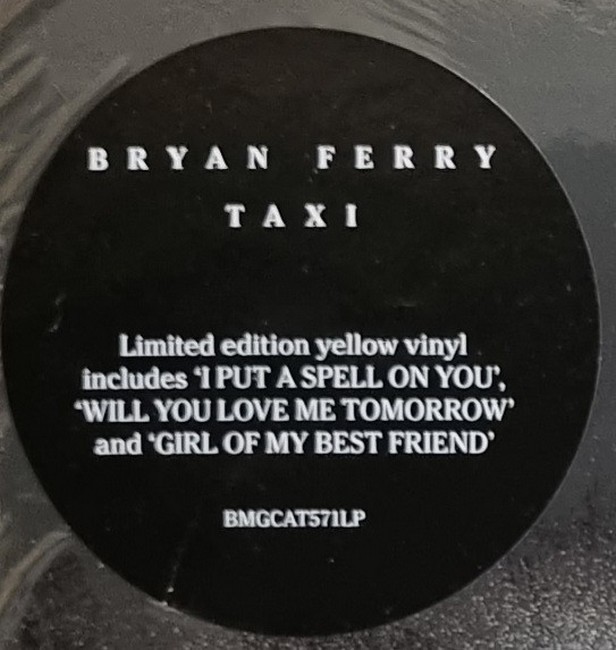 BRYAN FERRY
TAXI
Limited edition yellow vinyl
includes ‘I PUT A SPELL ON YOU’,
‘WILL YOU LOVE ME TOMORROW’
and ‘GIRL OF MY BEST FRIEND’
BMGCAT571LP